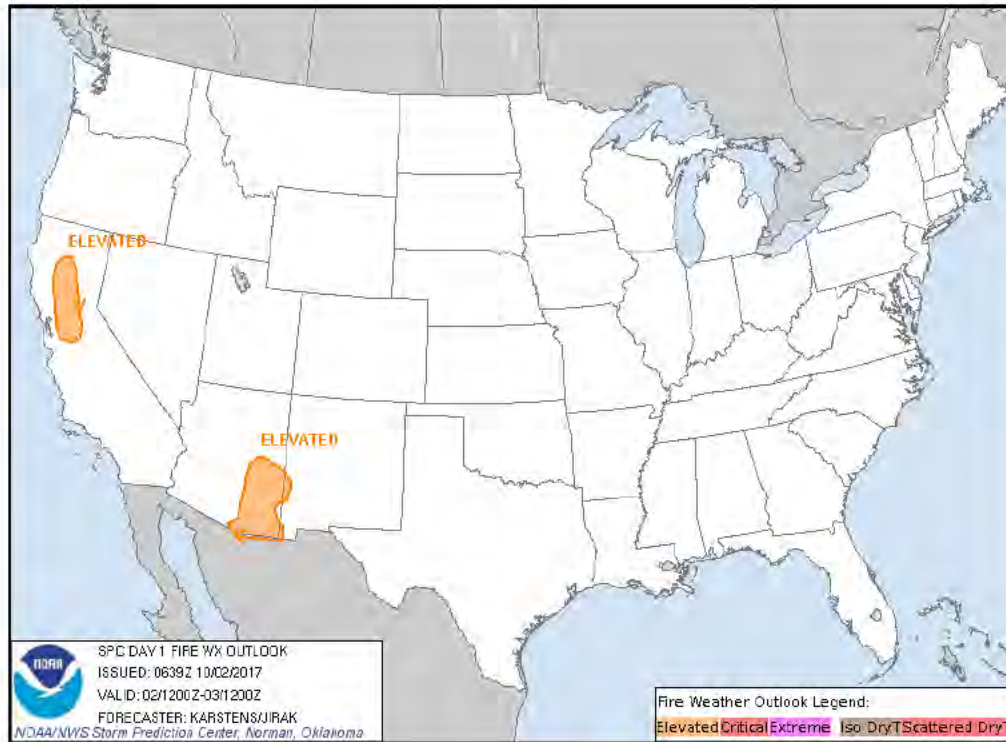 ELEVATED
ELEVATED
NOAA
SPC DAY 1 FIRE WX OUTLOOK
ISSUED: 0639Z 10/02/2017
VALID: 02/1200Z-03/1200Z
FORECASTER: KARSTENS/JIRAK
NOAA/NWS Storm Prediction Center, Norman, Oklahoma
Fire Weather Outlook Legend:
Elevated Critical Extreme Iso DryT Scattered DryT